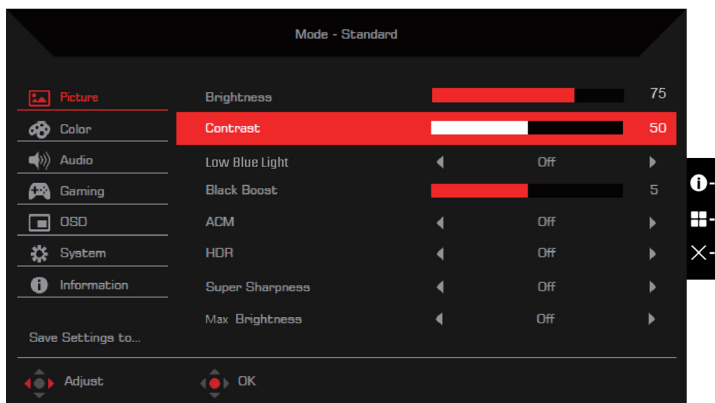 Mode - Standard
Picture
Brightness 75
Color
Contrast 50
Audio
Low Blue Light Off
Gaming
Black Boost 5
OSD
ACM Off
System
HDR Off
Information
Super Sharpness Off
Max Brightness Off
Save Settings to...
Adjust OK